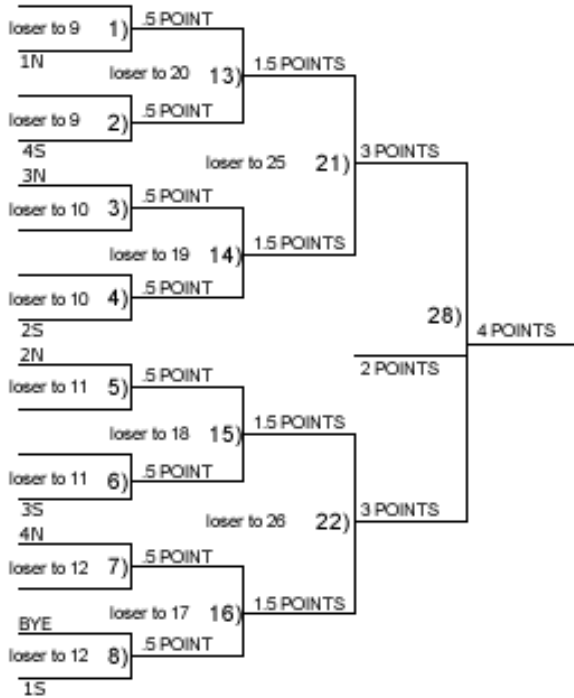 .5 POINT
loser to 9 1)
1N
1.5 POINTS
loser to 20 13)
.5 POINT
loser to 9 2)
4S
3 POINTS
loser to 25 21)
3N
.5 POINT
loser to 10 3)
1.5 POINTS
loser to 19 14)
.5 POINT
loser to 10 4)
2S
28)
4 POINTS
2 POINTS
2N
.5 POINT
loser to 11 5)
1.5 POINTS
loser to 18 15)
.5 POINT
loser to 11 6)
3S
3 POINTS
loser to 26 22)
4N
.5 POINT
loser to 12 7)
1.5 POINTS
loser to 17 16)
BYE
.5 POINT
loser to 12 8)
1S